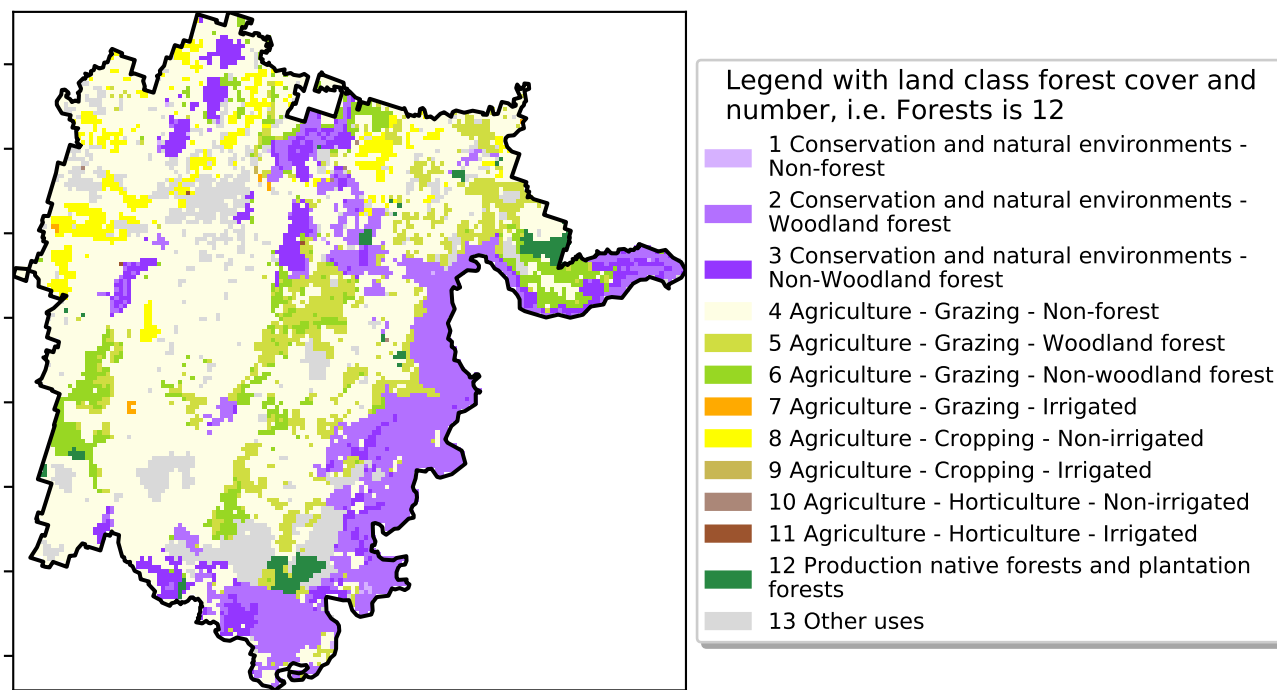 Legend with land class forest cover and
number, i.e. Forests is 12
1 Conservation and natural environments -
Non-forest
2 Conservation and natural environments -
Woodland forest
3 Conservation and natural environments -
Non-Woodland forest
4 Agriculture - Grazing - Non-forest
5 Agriculture - Grazing - Woodland forest
6 Agriculture - Grazing - Non-woodland forest
7 Agriculture - Grazing - Irrigated
8 Agriculture - Cropping - Non-irrigated
9 Agriculture - Cropping - Irrigated
10 Agriculture - Horticulture - Non-irrigated
11 Agriculture - Horticulture - Irrigated
12 Production native forests and plantation
forests
13 Other uses